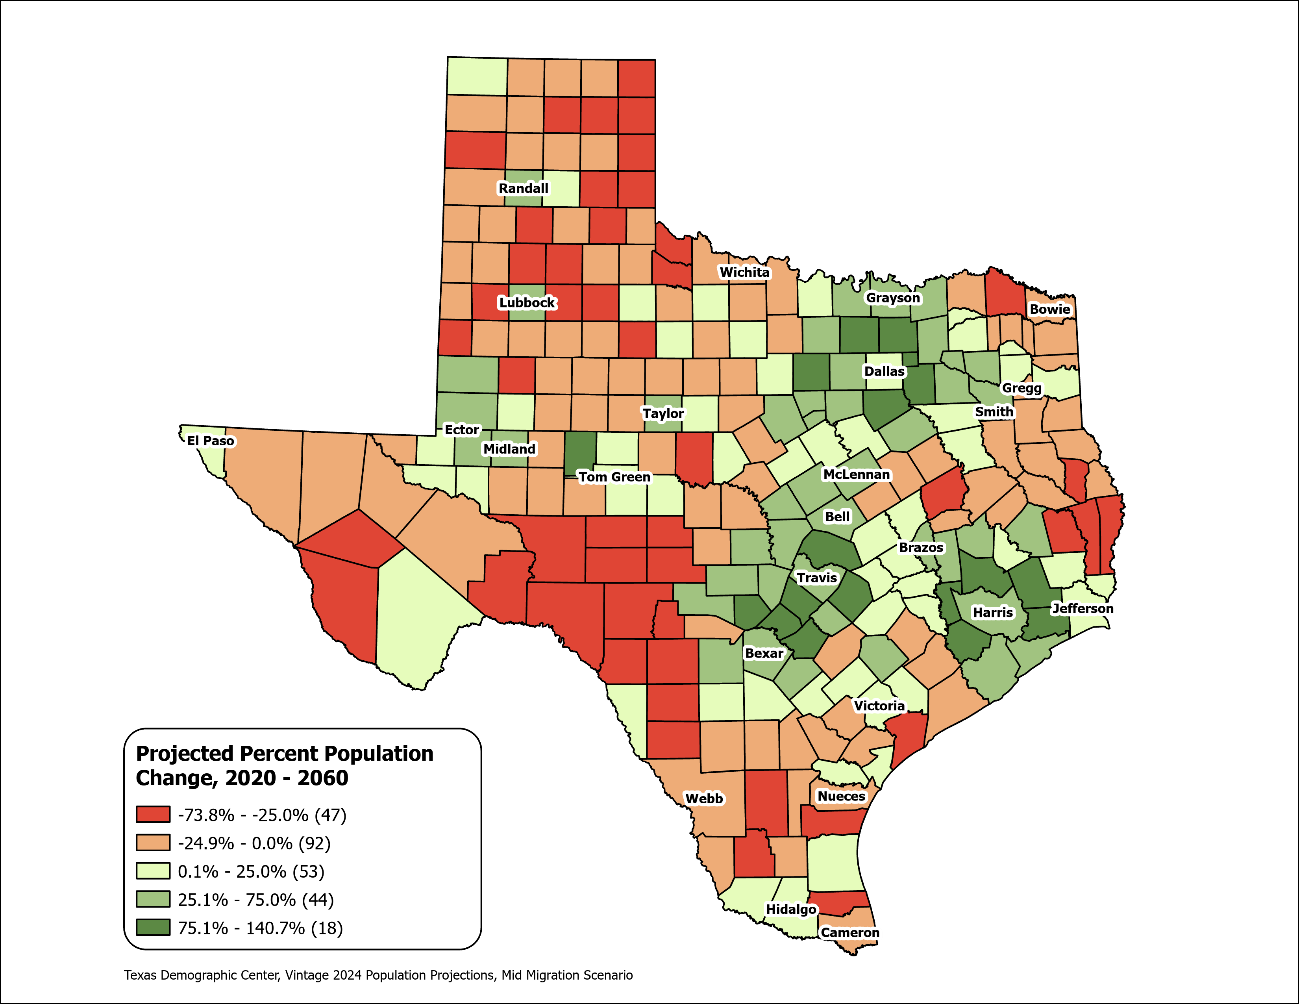 Randall
Wichita
Lubbock
Grayson
Bowie
Dallas
Gregg
Taylor
Smith
Ector
El Paso
Midland
Tom Green
McLennan
Bell
Brazos
Travis
Harris
Jefferson
Bexar
Victoria
Webb
Nueces
Hidalgo
Cameron
Projected Percent Population
Change, 2020 - 2060
-73.8% - -25.0% (47)
-24.9% - 0.0% (92)
0.1% - 25.0% (53)
25.1% - 75.0% (44)
75.1% - 140.7% (18)
Texas Demographic Center, Vintage 2024 Population Projections, Mid Migration Scenario